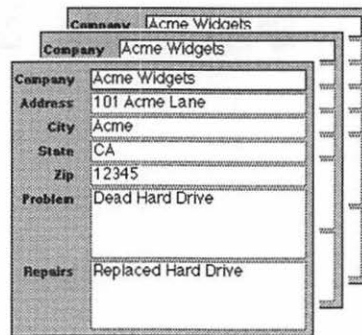 Company Acme Widgets
Company Acme Widgets
Company Acme Widgets
Address 101 Acme Lane
City Acme
State CA
Zip 12345
Problem Dead Hard Drive
Repairs Replaced Hard Drive